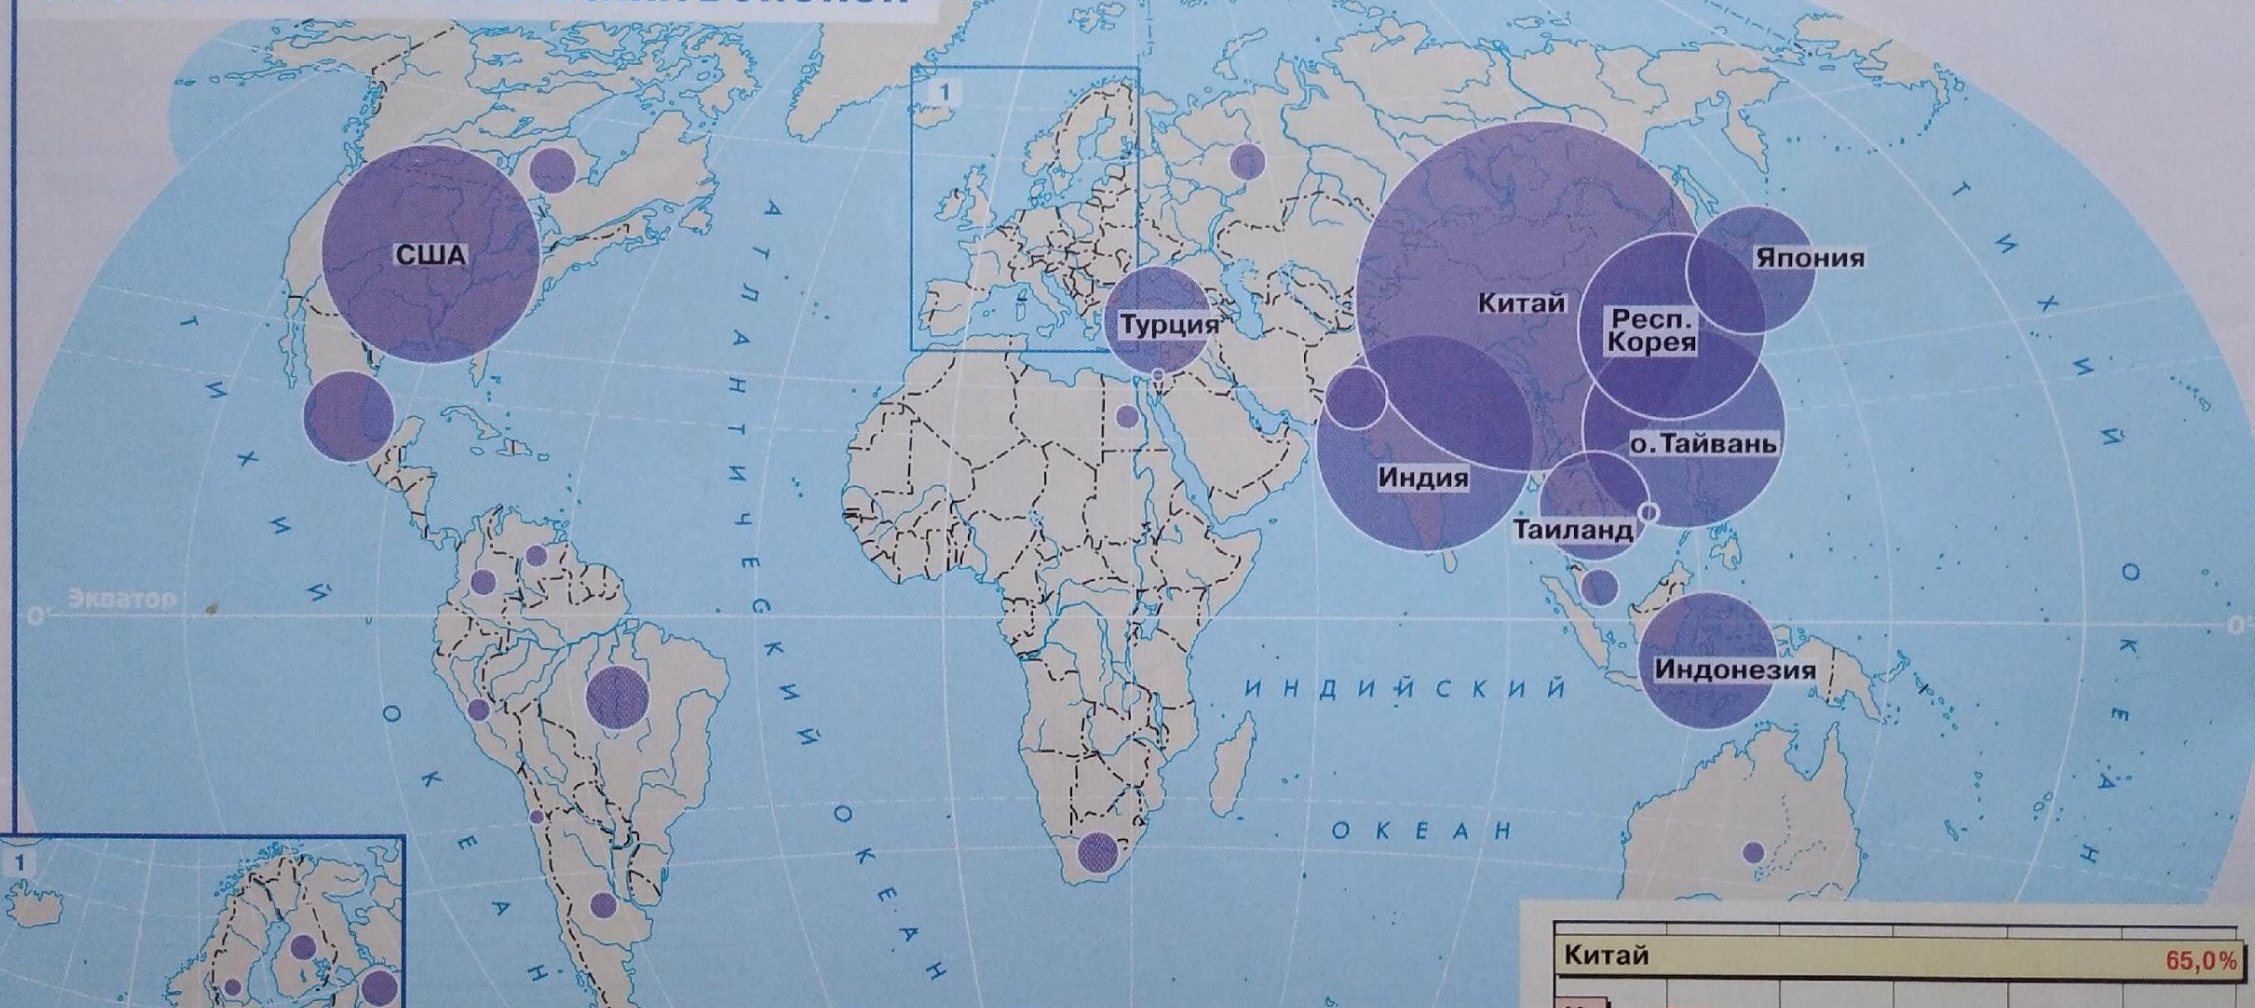 1
США
Япония
Китай
Респ.
Корея
Турция
о.Тайвань
Индия
Таиланд
Экватор
0°
0°
Индонезия
ТИХИЙ
ОКЕАН
АТЛАНТИЧЕСКИЙ
ОКЕАН
ИНДИЙСКИЙ
ОКЕАН
ТИХИЙ
ОКЕАН
1
Китай
65,0%